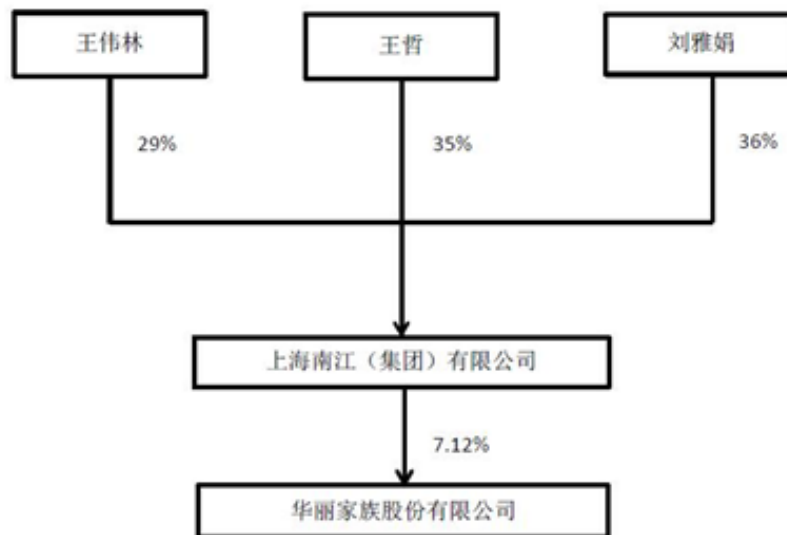 王伟林
王哲
刘雅娟
29%
35%
36%
上海南江（集团）有限公司
7.12%
华丽家族股份有限公司